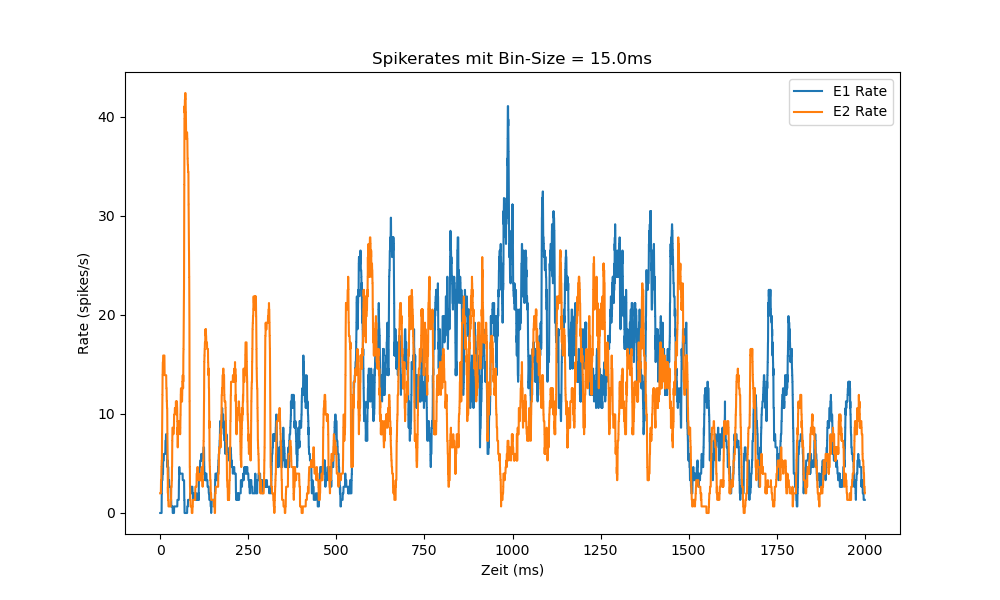 Spikerates mit Bin-Size = 15.0ms
E1 Rate
E2 Rate
Rate (spikes/s)
40
30
20
10
0
0 250 500 750 1000 1250 1500 1750 2000
Zeit (ms)